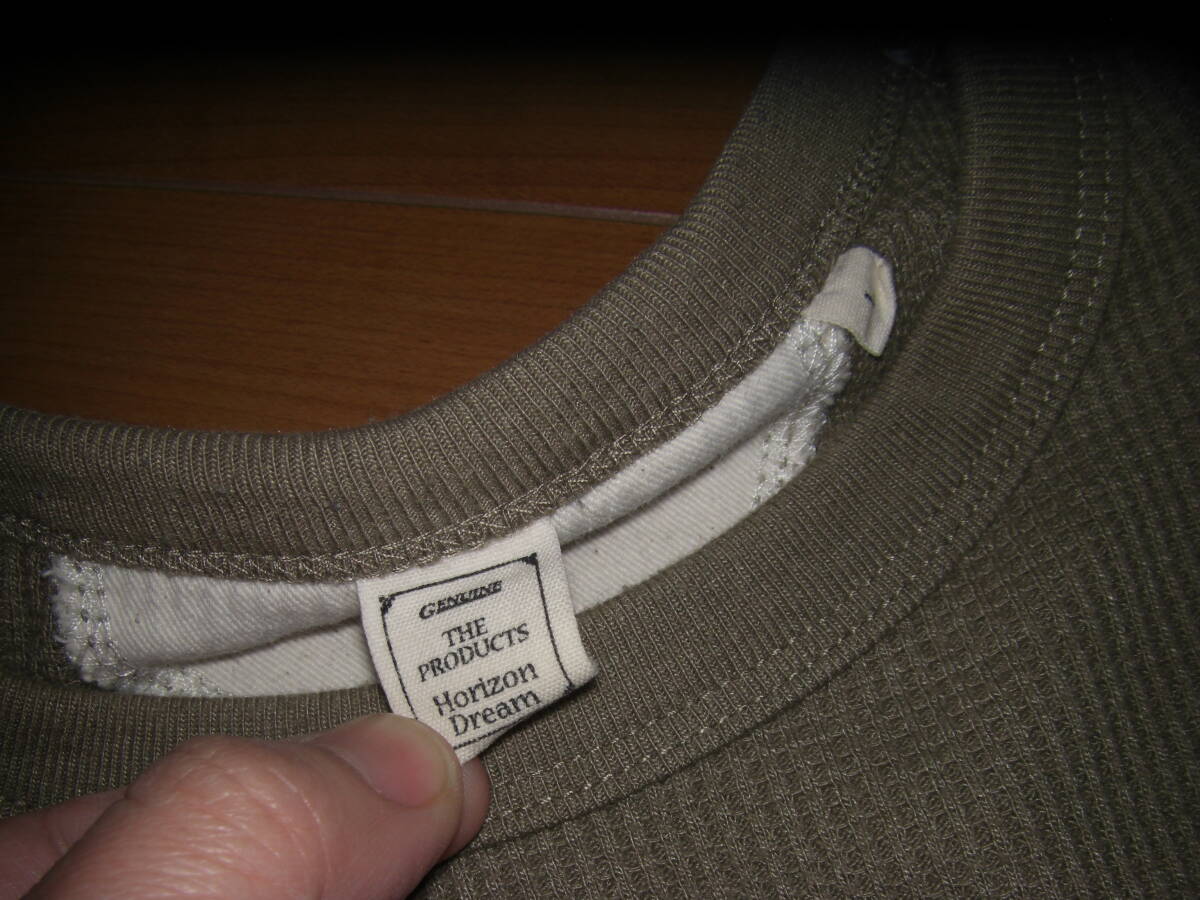 GENUINE
THE
PRODUCTS
Horizon
Dream